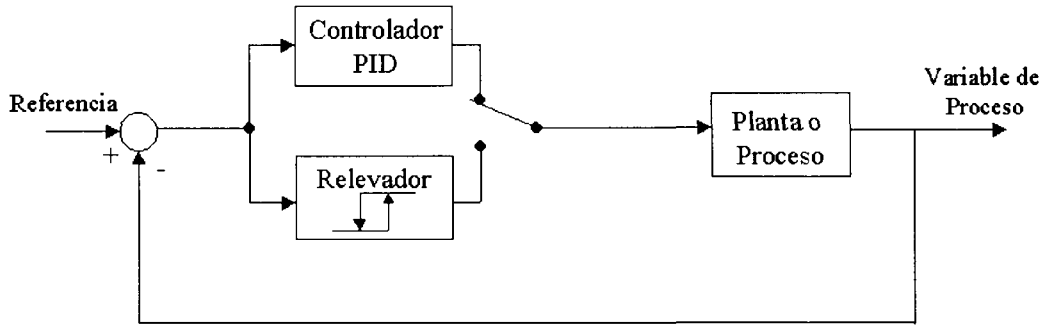 Referencia
+
-
Controlador
PID
Relevador
Planta o
Proceso
Variable de
Proceso